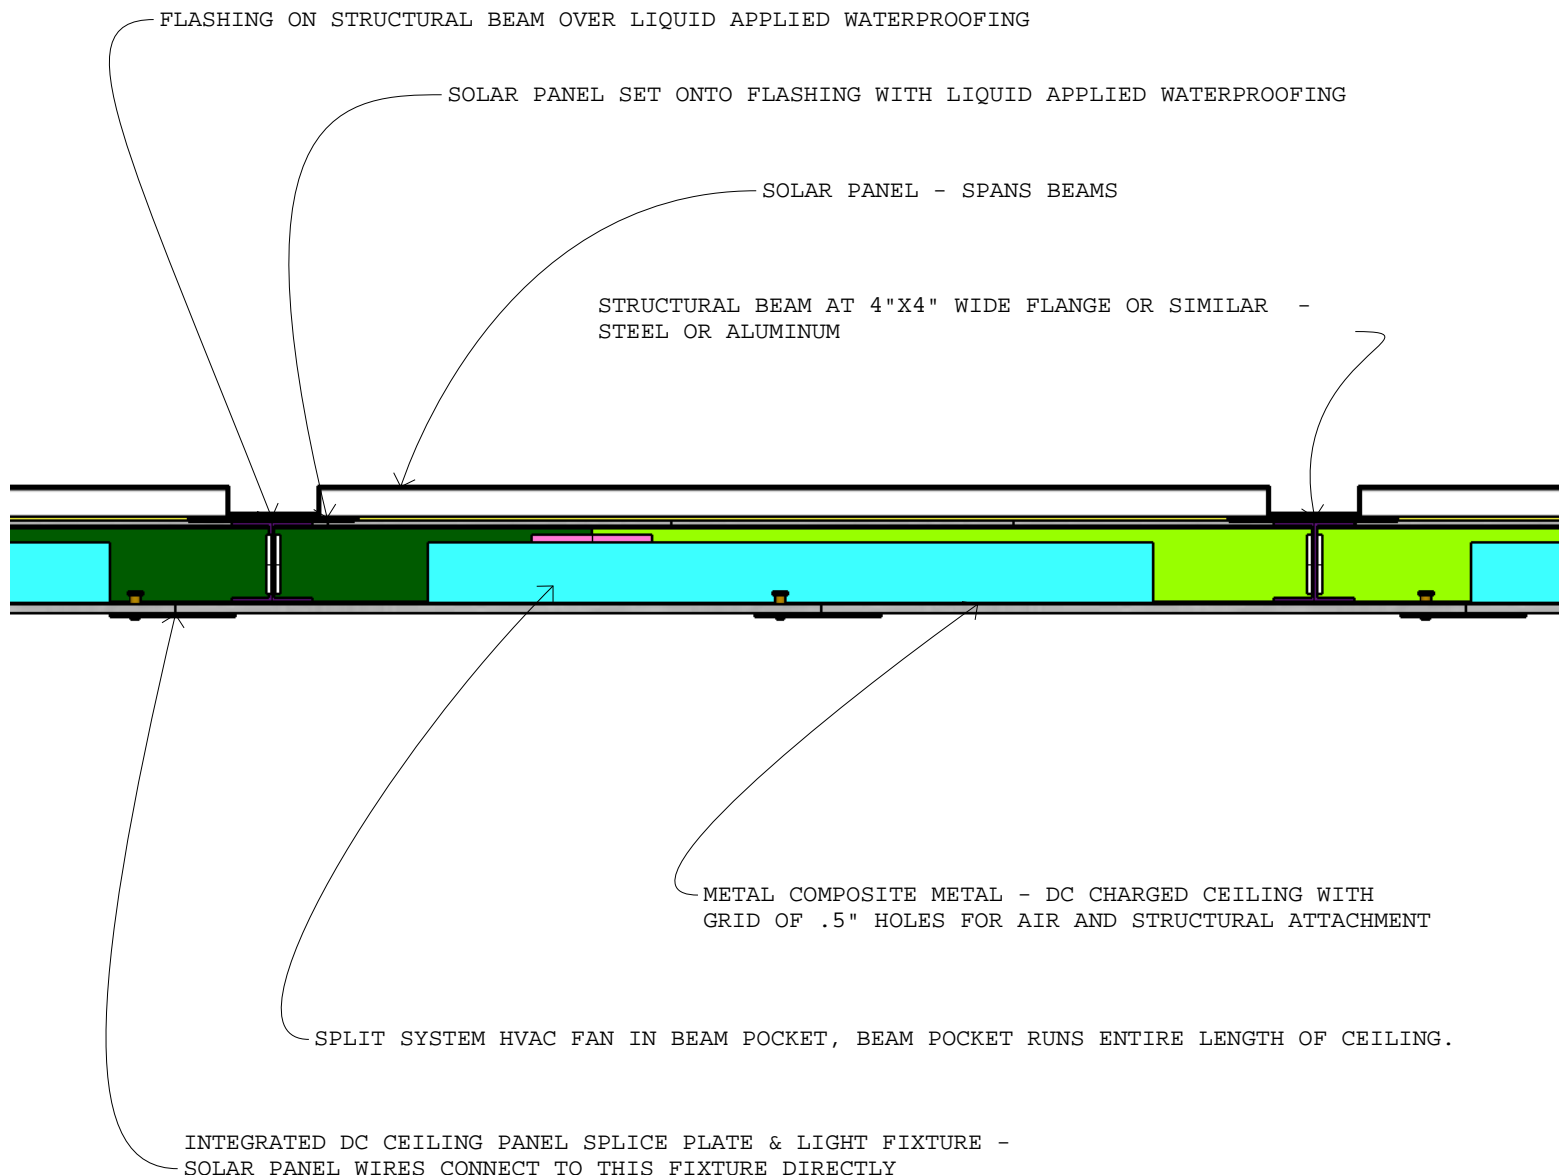 FLASHING ON STRUCTURAL BEAM OVER LIQUID APPLIED WATERPROOFING
SOLAR PANEL SET ONTO FLASHING WITH LIQUID APPLIED WATERPROOFING
SOLAR PANEL - SPANS BEAMS
STRUCTURAL BEAM AT 4"X4" WIDE FLANGE OR SIMILAR -
STEEL OR ALUMINUM
METAL COMPOSITE METAL - DC CHARGED CEILING WITH
GRID OF .5" HOLES FOR AIR AND STRUCTURAL ATTACHMENT
SPLIT SYSTEM HVAC FAN IN BEAM POCKET, BEAM POCKET RUNS ENTIRE LENGTH OF CEILING.
INTEGRATED DC CEILING PANEL SPLICE PLATE & LIGHT FIXTURE -
SOLAR PANEL WIRES CONNECT TO THIS FIXTURE DIRECTLY